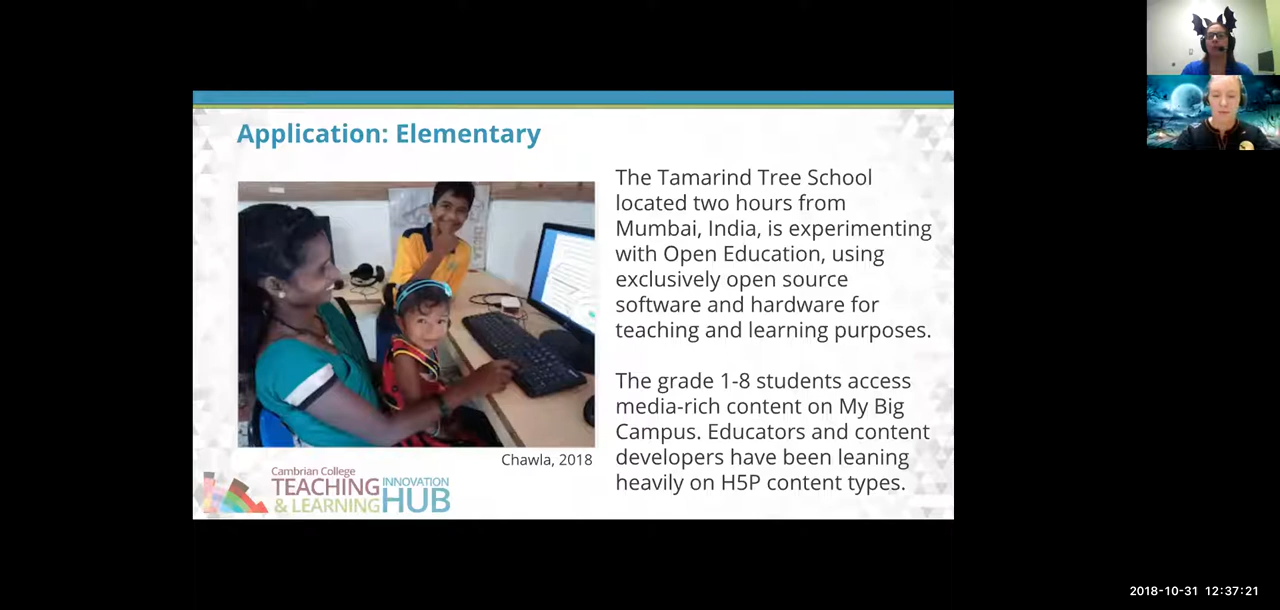 Application: Elementary
The Tamarind Tree School
located two hours from
Mumbai, India, is experimenting
with Open Education, using
exclusively open source
software and hardware for
teaching and learning purposes.
The grade 1-8 students access
media-rich content on My Big
Campus. Educators and content
developers have been leaning
heavily on H5P content types.
Chawla, 2018
Cambrian College
TEACHING
& LEARNING
INNOVATION
HUB
2018-10-31 12:37:21